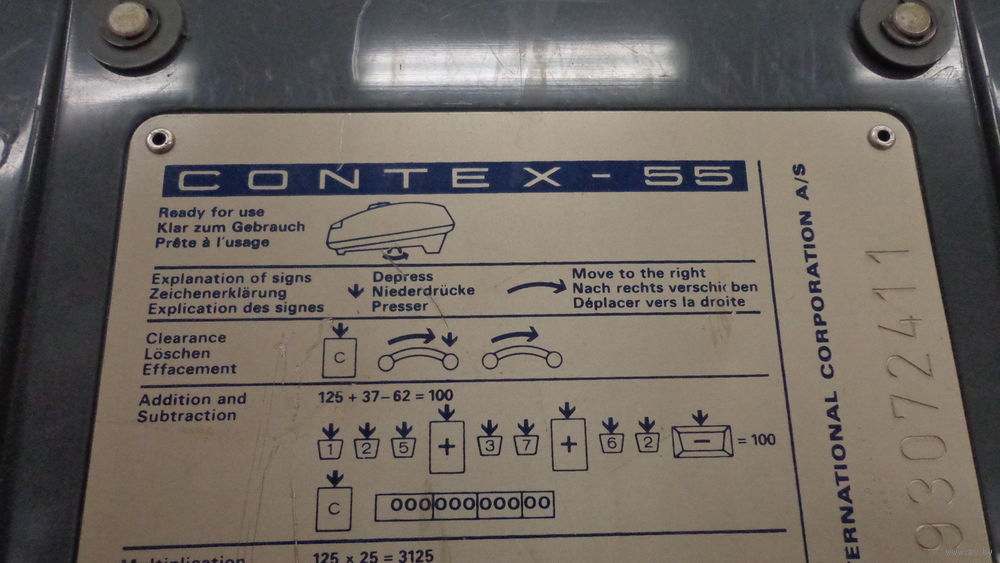 CONTEX-55
Ready for use
Klar zum Gebrauch
Prête à l'usage
Explanation of signs
Zeichenerklärung
Explication des signes
Depress
Niederdrücke
Presser
Move to the right
Nach rechts verschieben
Déplacer vers la droite
Clearance
Löschen
Effacement
C
Addition and
Subtraction
125 + 37 - 62 = 100
1 2 5 + 3 7 + 6 2 - = 100
C 00000000000
125 x 25 = 3125
ERNATIONAL CORPORATION A/S
93072411